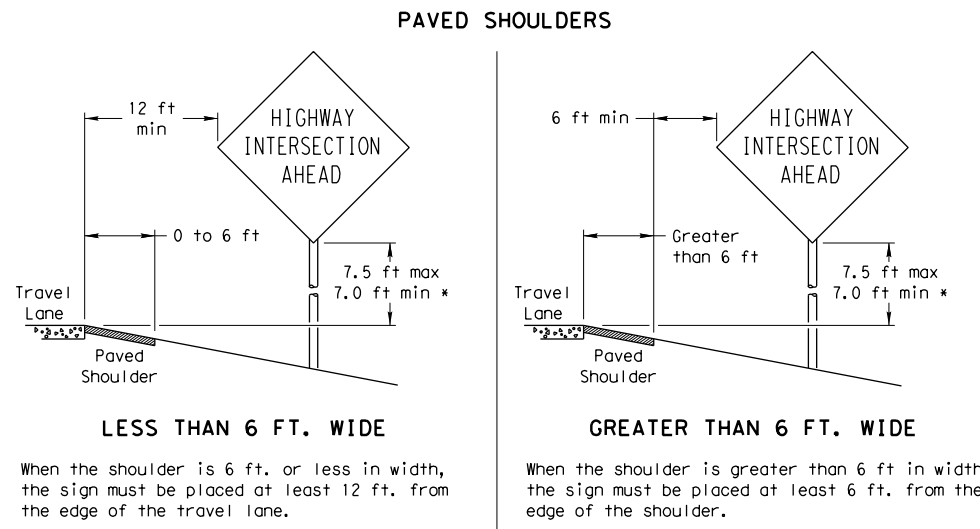 PAVED SHOULDERS
12 ft
min
HIGHWAY
INTERSECTION
AHEAD
0 to 6 ft
7.5 ft max
7.0 ft min *
Travel
Lane
Paved
Shoulder
LESS THAN 6 FT. WIDE
When the shoulder is 6 ft. or less in width,
the sign must be placed at least 12 ft. from
the edge of the travel lane.
6 ft min
HIGHWAY
INTERSECTION
AHEAD
Greater
than 6 ft
7.5 ft max
7.0 ft min *
Travel
Lane
Paved
Shoulder
GREATER THAN 6 FT. WIDE
When the shoulder is greater than 6 ft in width
the sign must be placed at least 6 ft. from the
edge of the shoulder.